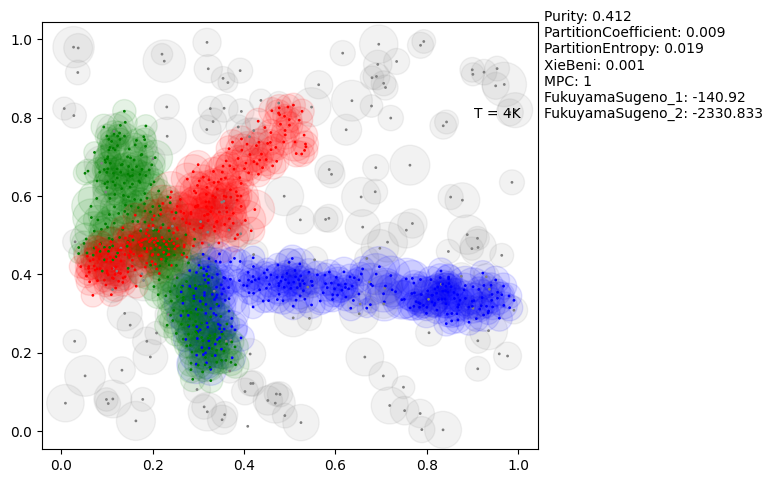 Purity: 0.412
PartitionCoefficient: 0.009
PartitionEntropy: 0.019
XieBeni: 0.001
MPC: 1
FukuyamaSugeno_1: -140.92
FukuyamaSugeno_2: -2330.833
T = 4K
1.0
0.8
0.6
0.4
0.2
0.0
0.0 0.2 0.4 0.6 0.8 1.0